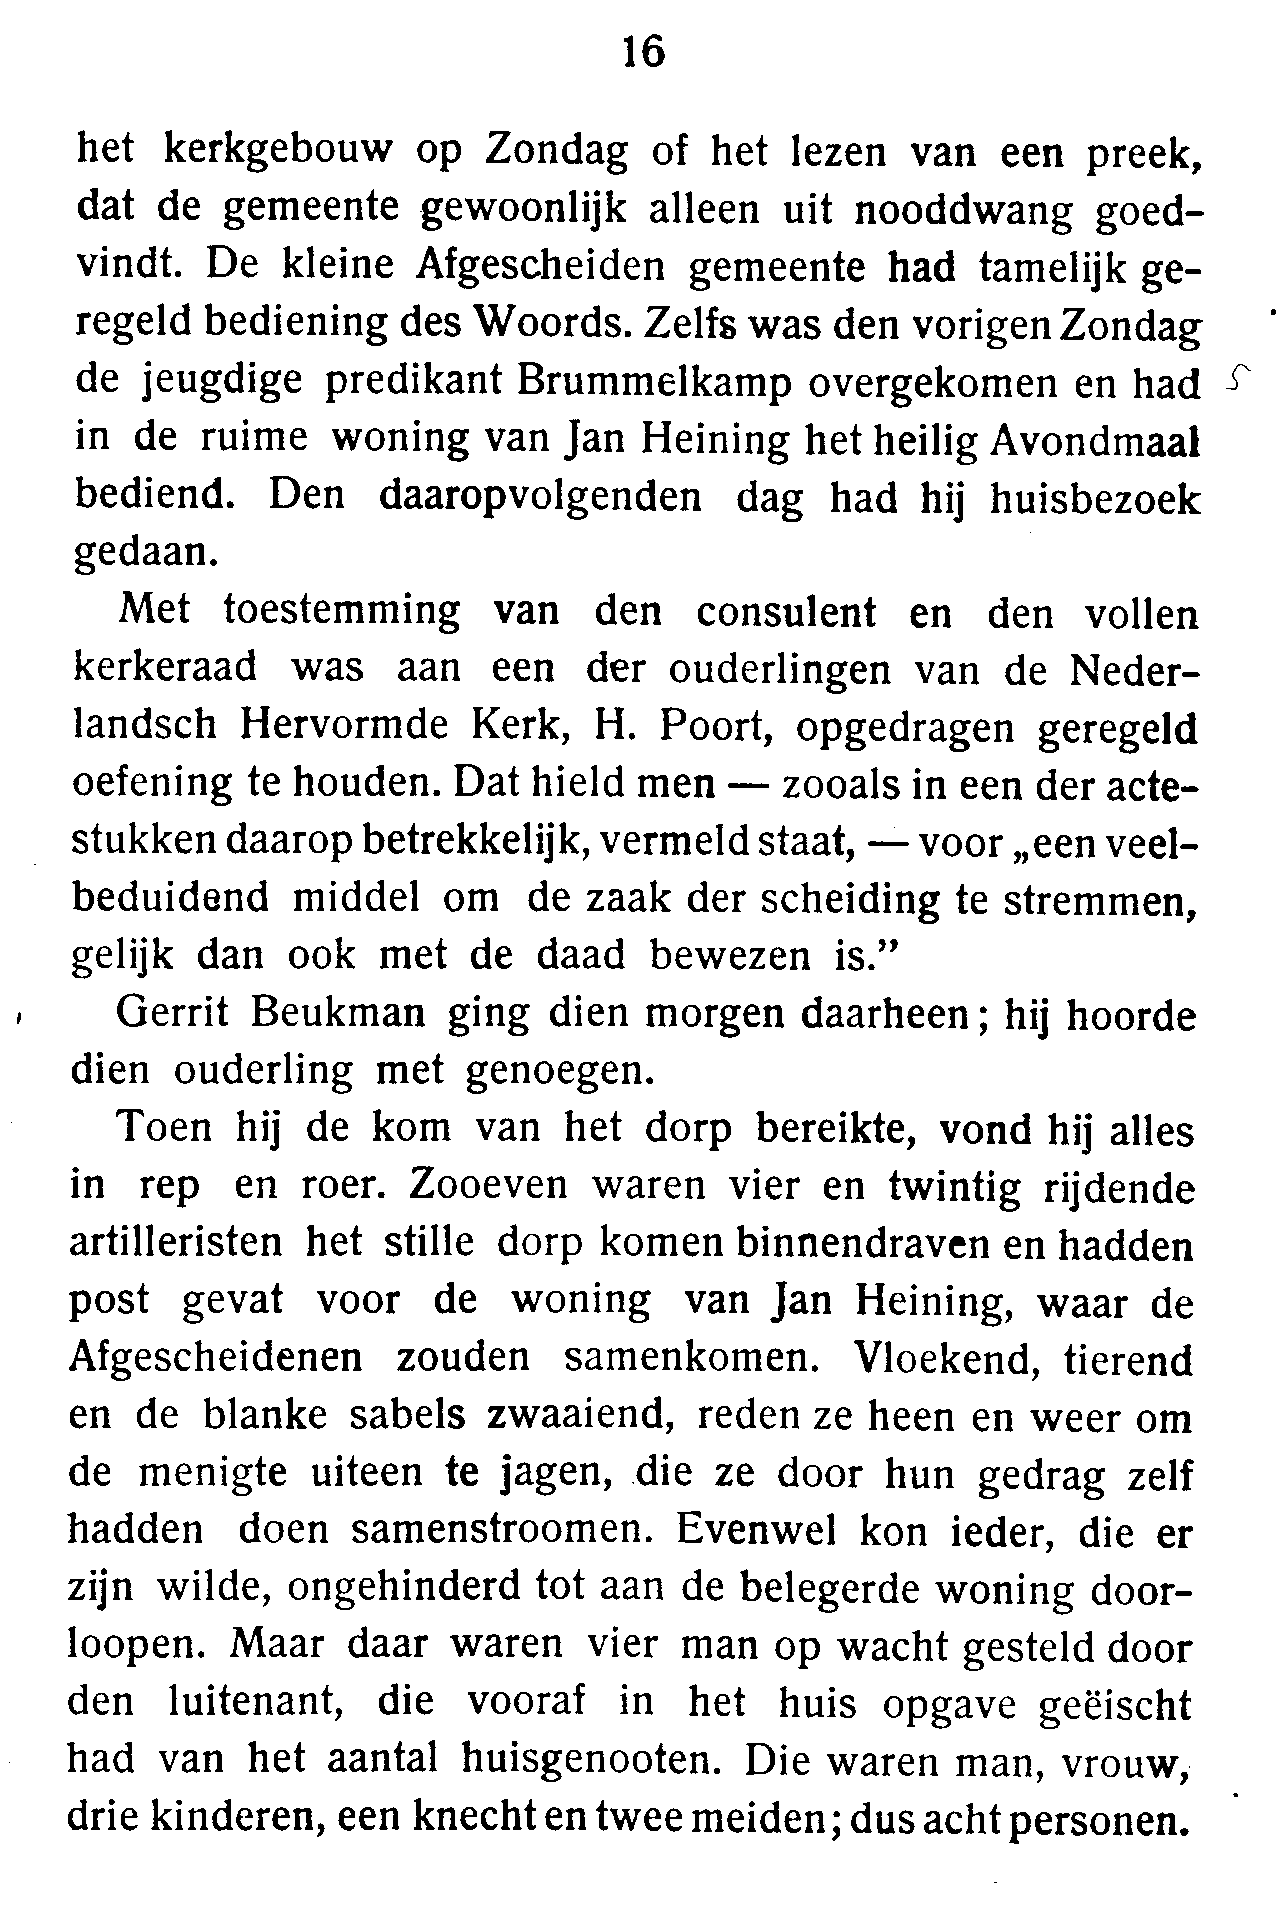 16
het kerkgebouw op Zondag of het lezen van een preek,
dat de gemeente gewoonlijk alleen uit nooddwang goed-
vindt. De kleine Afgescheiden gemeente had tamelijk ge-
regeld bediening des Woords. Zelfs was den vorigen Zondag
de jeugdige predikant Brummelkamp overgekomen en had
in de ruime woning van Jan Heining het heilig Avondmaal
bediend. Den daaropvolgenden dag had hij huisbezoek
gedaan.
Met toestemming van den consulent en den vollen
kerkeraad was aan een der ouderlingen van de Neder-
landsch Hervormde Kerk, H. Poort, opgedragen geregeld
oefening te houden. Dat hield men — zooals in een der acte-
stukken daarop betrekkelijk, vermeld staat, — voor „een veel-
beduidend middel om de zaak der scheiding te stremmen,
gelijk dan ook met de daad bewezen is.”
Gerrit Beukman ging dien morgen daarheen; hij hoorde
dien ouderling met genoegen.
Toen hij de kom van het dorp bereikte, vond hij alles
in rep en roer. Zooeven waren vier en twintig rijdende
artilleristen het stille dorp komen binnendraven en hadden
post gevat voor de woning van Jan Heining, waar de
Afgescheidenen zouden samenkomen. Vloekend, tierend
en de blanke sabels zwaaiend, reden ze heen en weer om
de menigte uiteen te jagen, die ze door hun gedrag zelf
hadden doen samenstroomen. Evenwel kon ieder, die er
zijn wilde, ongehinderd tot aan de belegerde woning door-
loopen. Maar daar waren vier man op wacht gesteld door
den luitenant, die vooraf in het huis opgave geëischt
had van het aantal huisgenooten. Die waren man, vrouw,
drie kinderen, een knecht en twee meiden; dus acht personen.